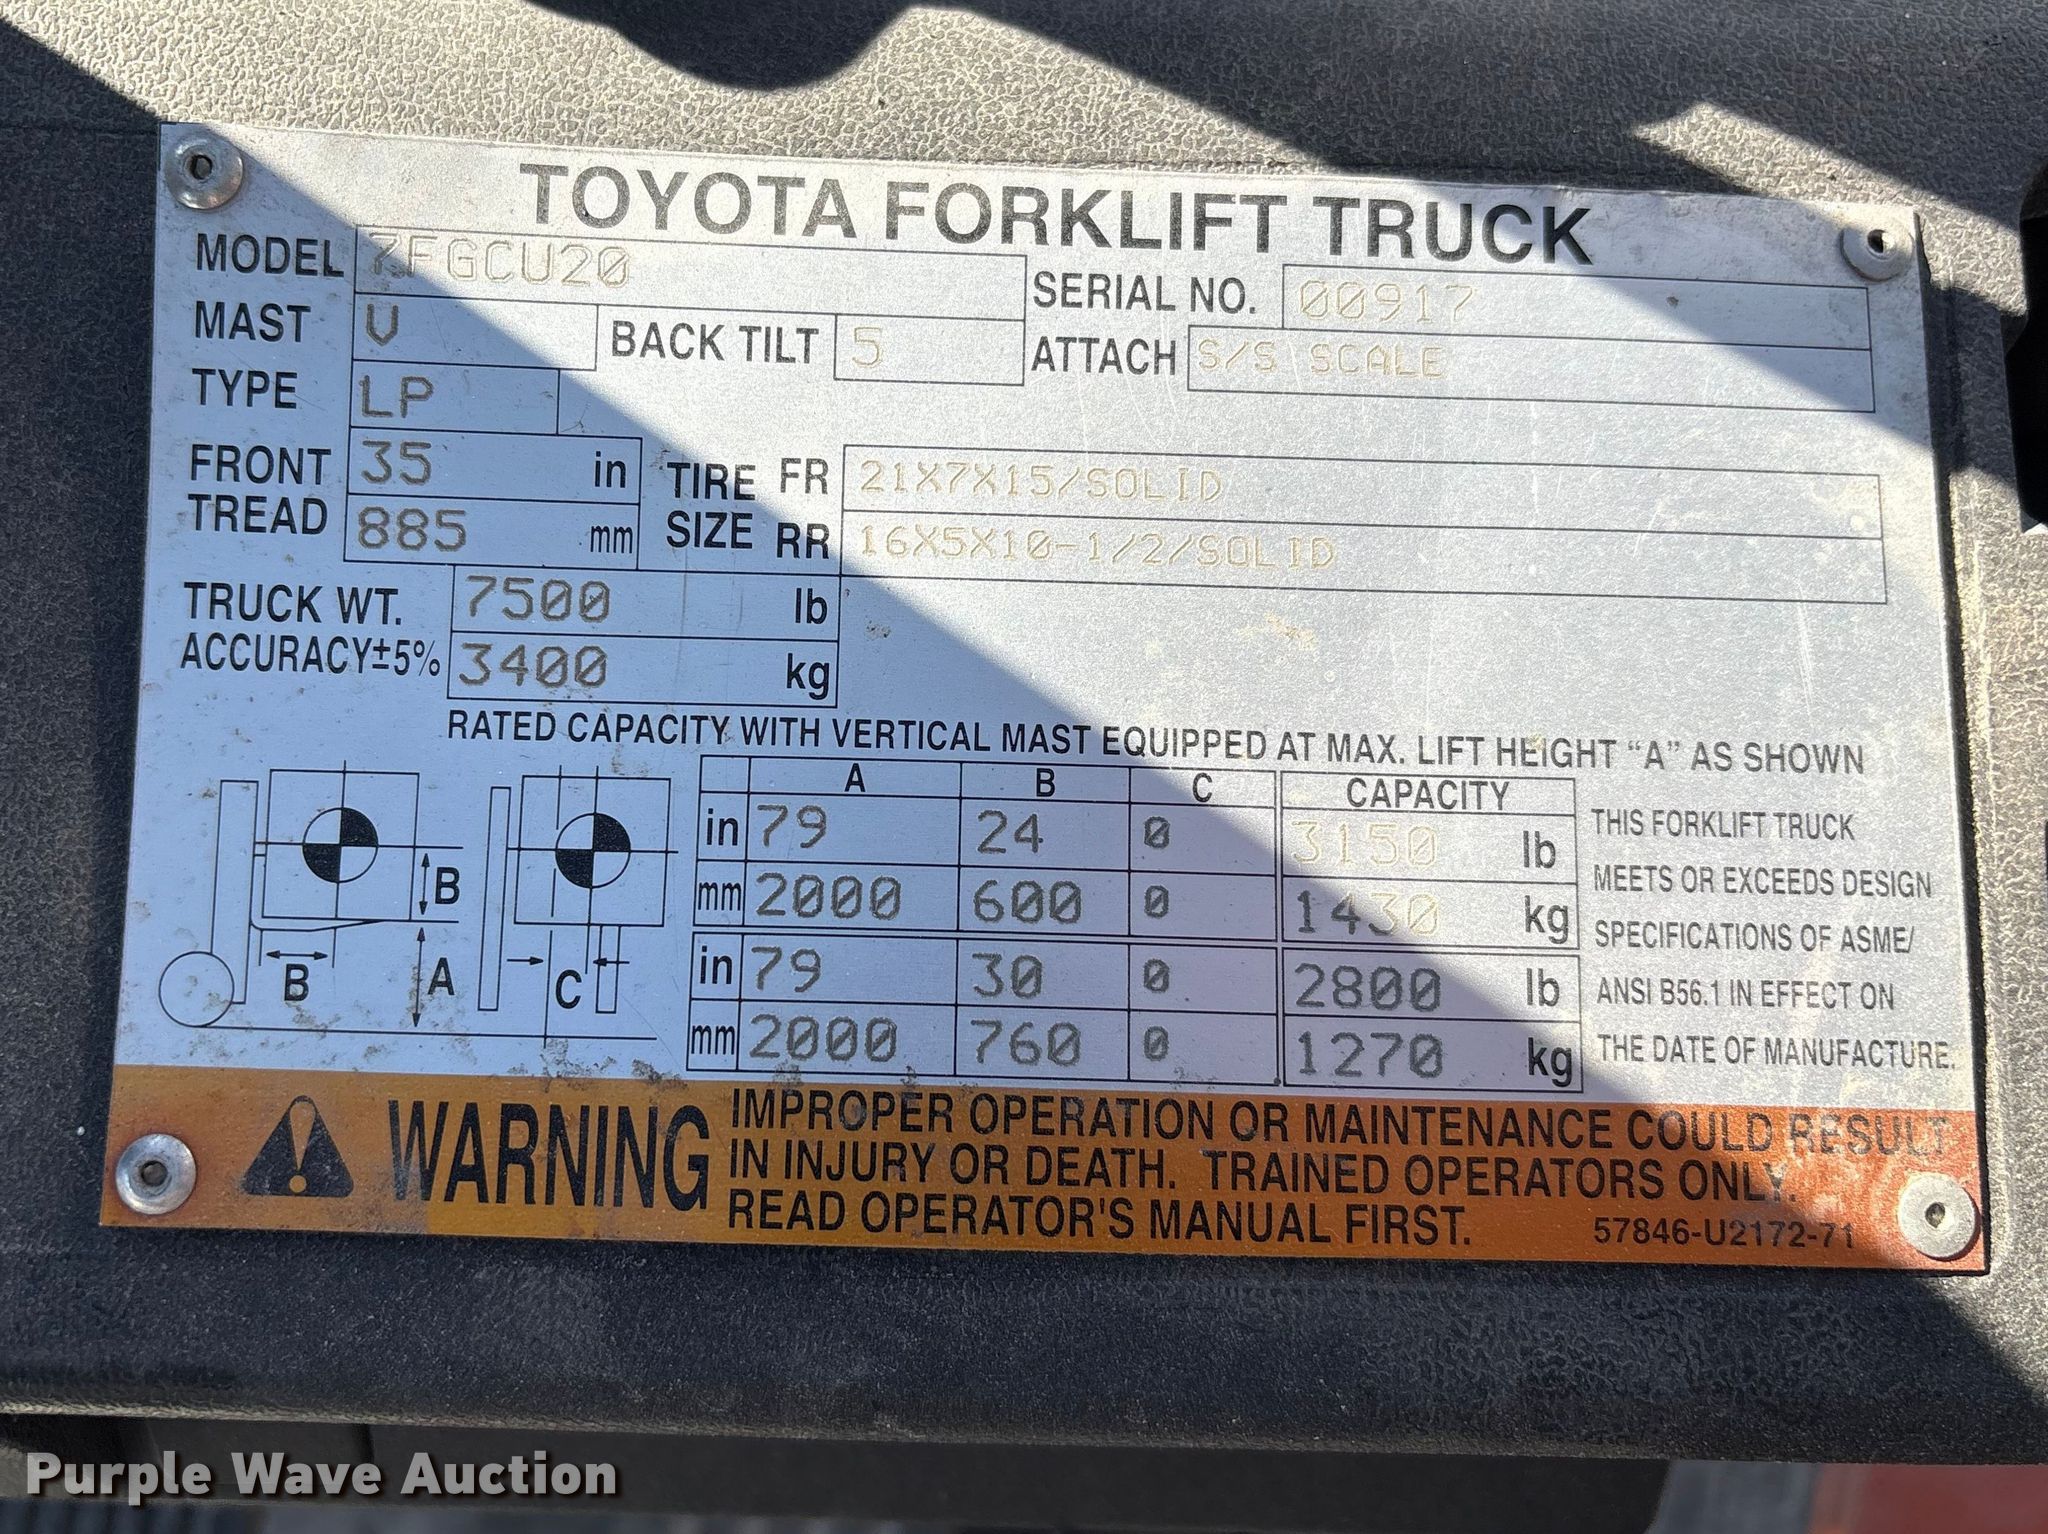 TOYOTA FORKLIFT TRUCK
MODEL 7FGCU20 SERIAL NO. 00917
MAST V BACK TILT 5 ATTACH S/S SCALE
TYPE LP
FRONT TREAD 35 in TIRE SIZE FR 21X7X15/SOLID
885 mm RR 16X5X10-1/2/SOLID
TRUCK WT. 7500 lb
ACCURACY±5% 3400 kg
RATED CAPACITY WITH VERTICAL MAST EQUIPPED AT MAX. LIFT HEIGHT "A" AS SHOWN
A B C CAPACITY
in 79 24 0 3150 lb
mm 2000 600 0 1430 kg
in 79 30 0 2800 lb
mm 2000 760 0 1270 kg
B
B A C
THIS FORKLIFT TRUCK
MEETS OR EXCEEDS DESIGN
SPECIFICATIONS OF ASME/
ANSI B56.1 IN EFFECT ON
THE DATE OF MANUFACTURE.
WARNING
IMPROPER OPERATION OR MAINTENANCE COULD RESULT
IN INJURY OR DEATH. TRAINED OPERATORS ONLY.
READ OPERATOR'S MANUAL FIRST. 57846-U2172-71
Purple Wave Auction